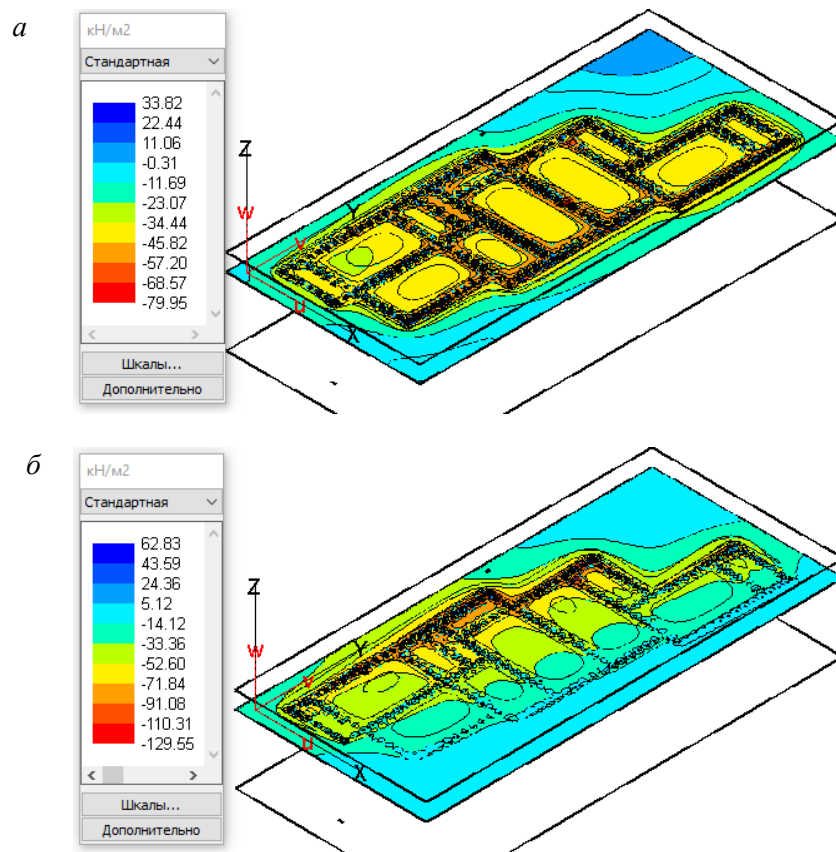 а
кН/м2
Стандартная
33.82
22.44
11.06
-0.31
-11.69
-23.07
-34.44
-45.82
-57.20
-68.57
-79.95
Шкалы...
Дополнительно
Z
W
Y
V
U
X
б
кН/м2
Стандартная
62.83
43.59
24.36
5.12
-14.12
-33.36
-52.60
-71.84
-91.08
-110.31
-129.55
Шкалы...
Дополнительно
Z
W
Y
V
U
X